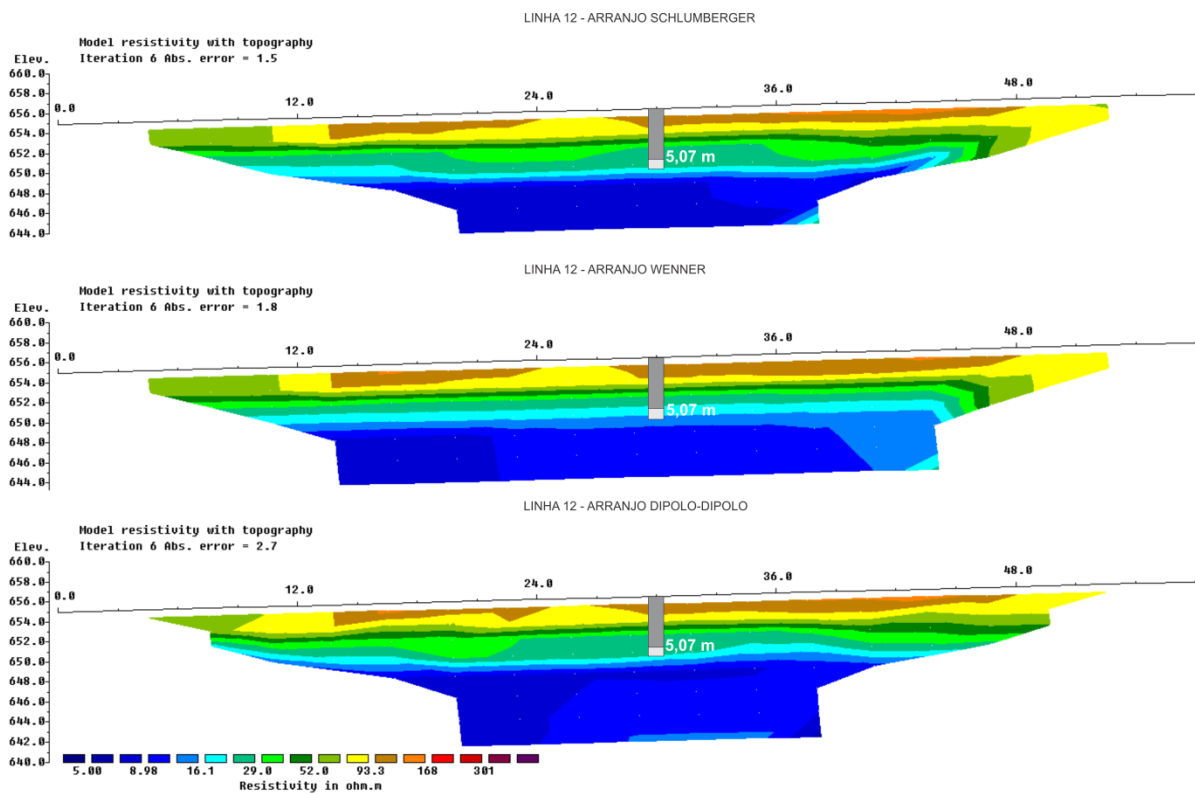 LINHA 12 - ARRANJO SCHLUMBERGER
Model resistivity with topography
Elev. Iteration 6 Abs. error = 1.5
660.0
658.0
656.0 0.0 12.0 24.0 36.0 48.0
654.0
652.0 5,07 m
650.0
648.0
646.0
644.0
LINHA 12 - ARRANJO WENNER
Model resistivity with topography
Elev. Iteration 6 Abs. error = 1.8
660.0
658.0
656.0 0.0 12.0 24.0 36.0 48.0
654.0
652.0 5,07 m
650.0
648.0
646.0
644.0
LINHA 12 - ARRANJO DIPOLO-DIPOLO
Model resistivity with topography
Elev. Iteration 6 Abs. error = 2.7
660.0
658.0
656.0 0.0 12.0 24.0 36.0 48.0
654.0
652.0 5,07 m
650.0
648.0
646.0
644.0
642.0
640.0
5.00 8.98 16.1 29.0 52.0 93.3 168 301
Resistivity in ohm.m